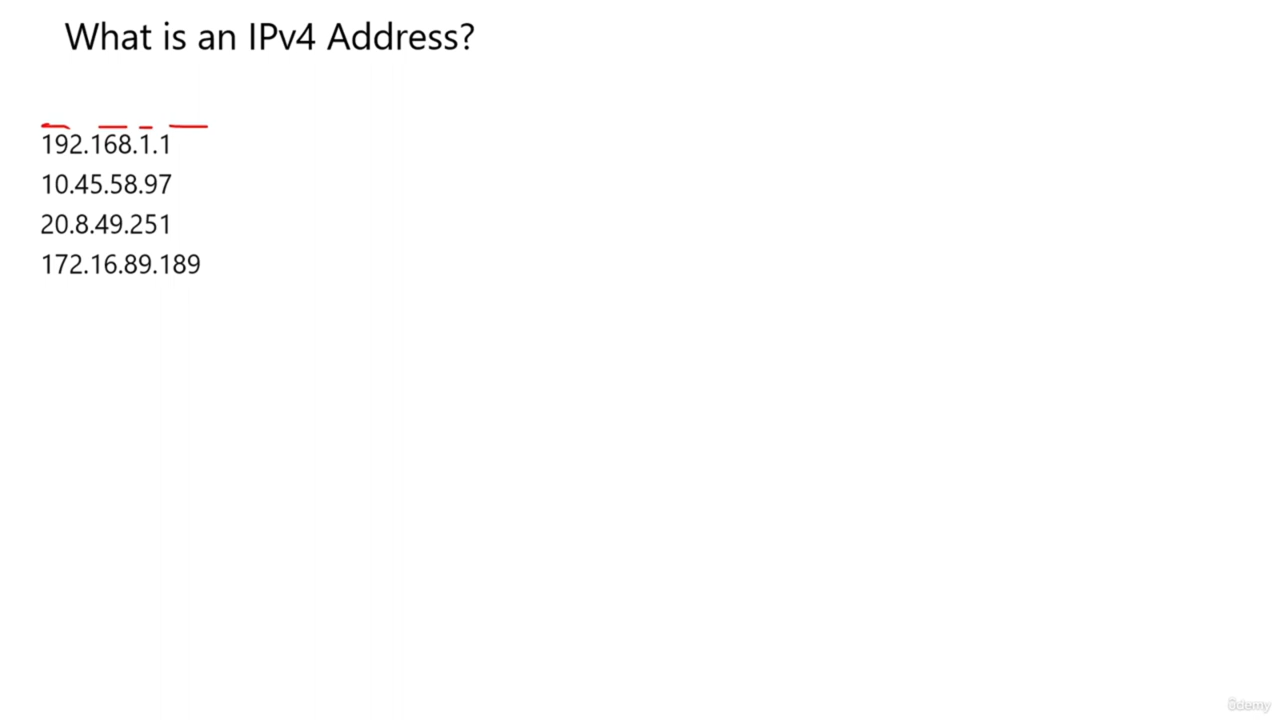 What is an IPv4 Address?
192.168.1.1
10.45.58.97
20.8.49.251
172.16.89.189
ûdemy